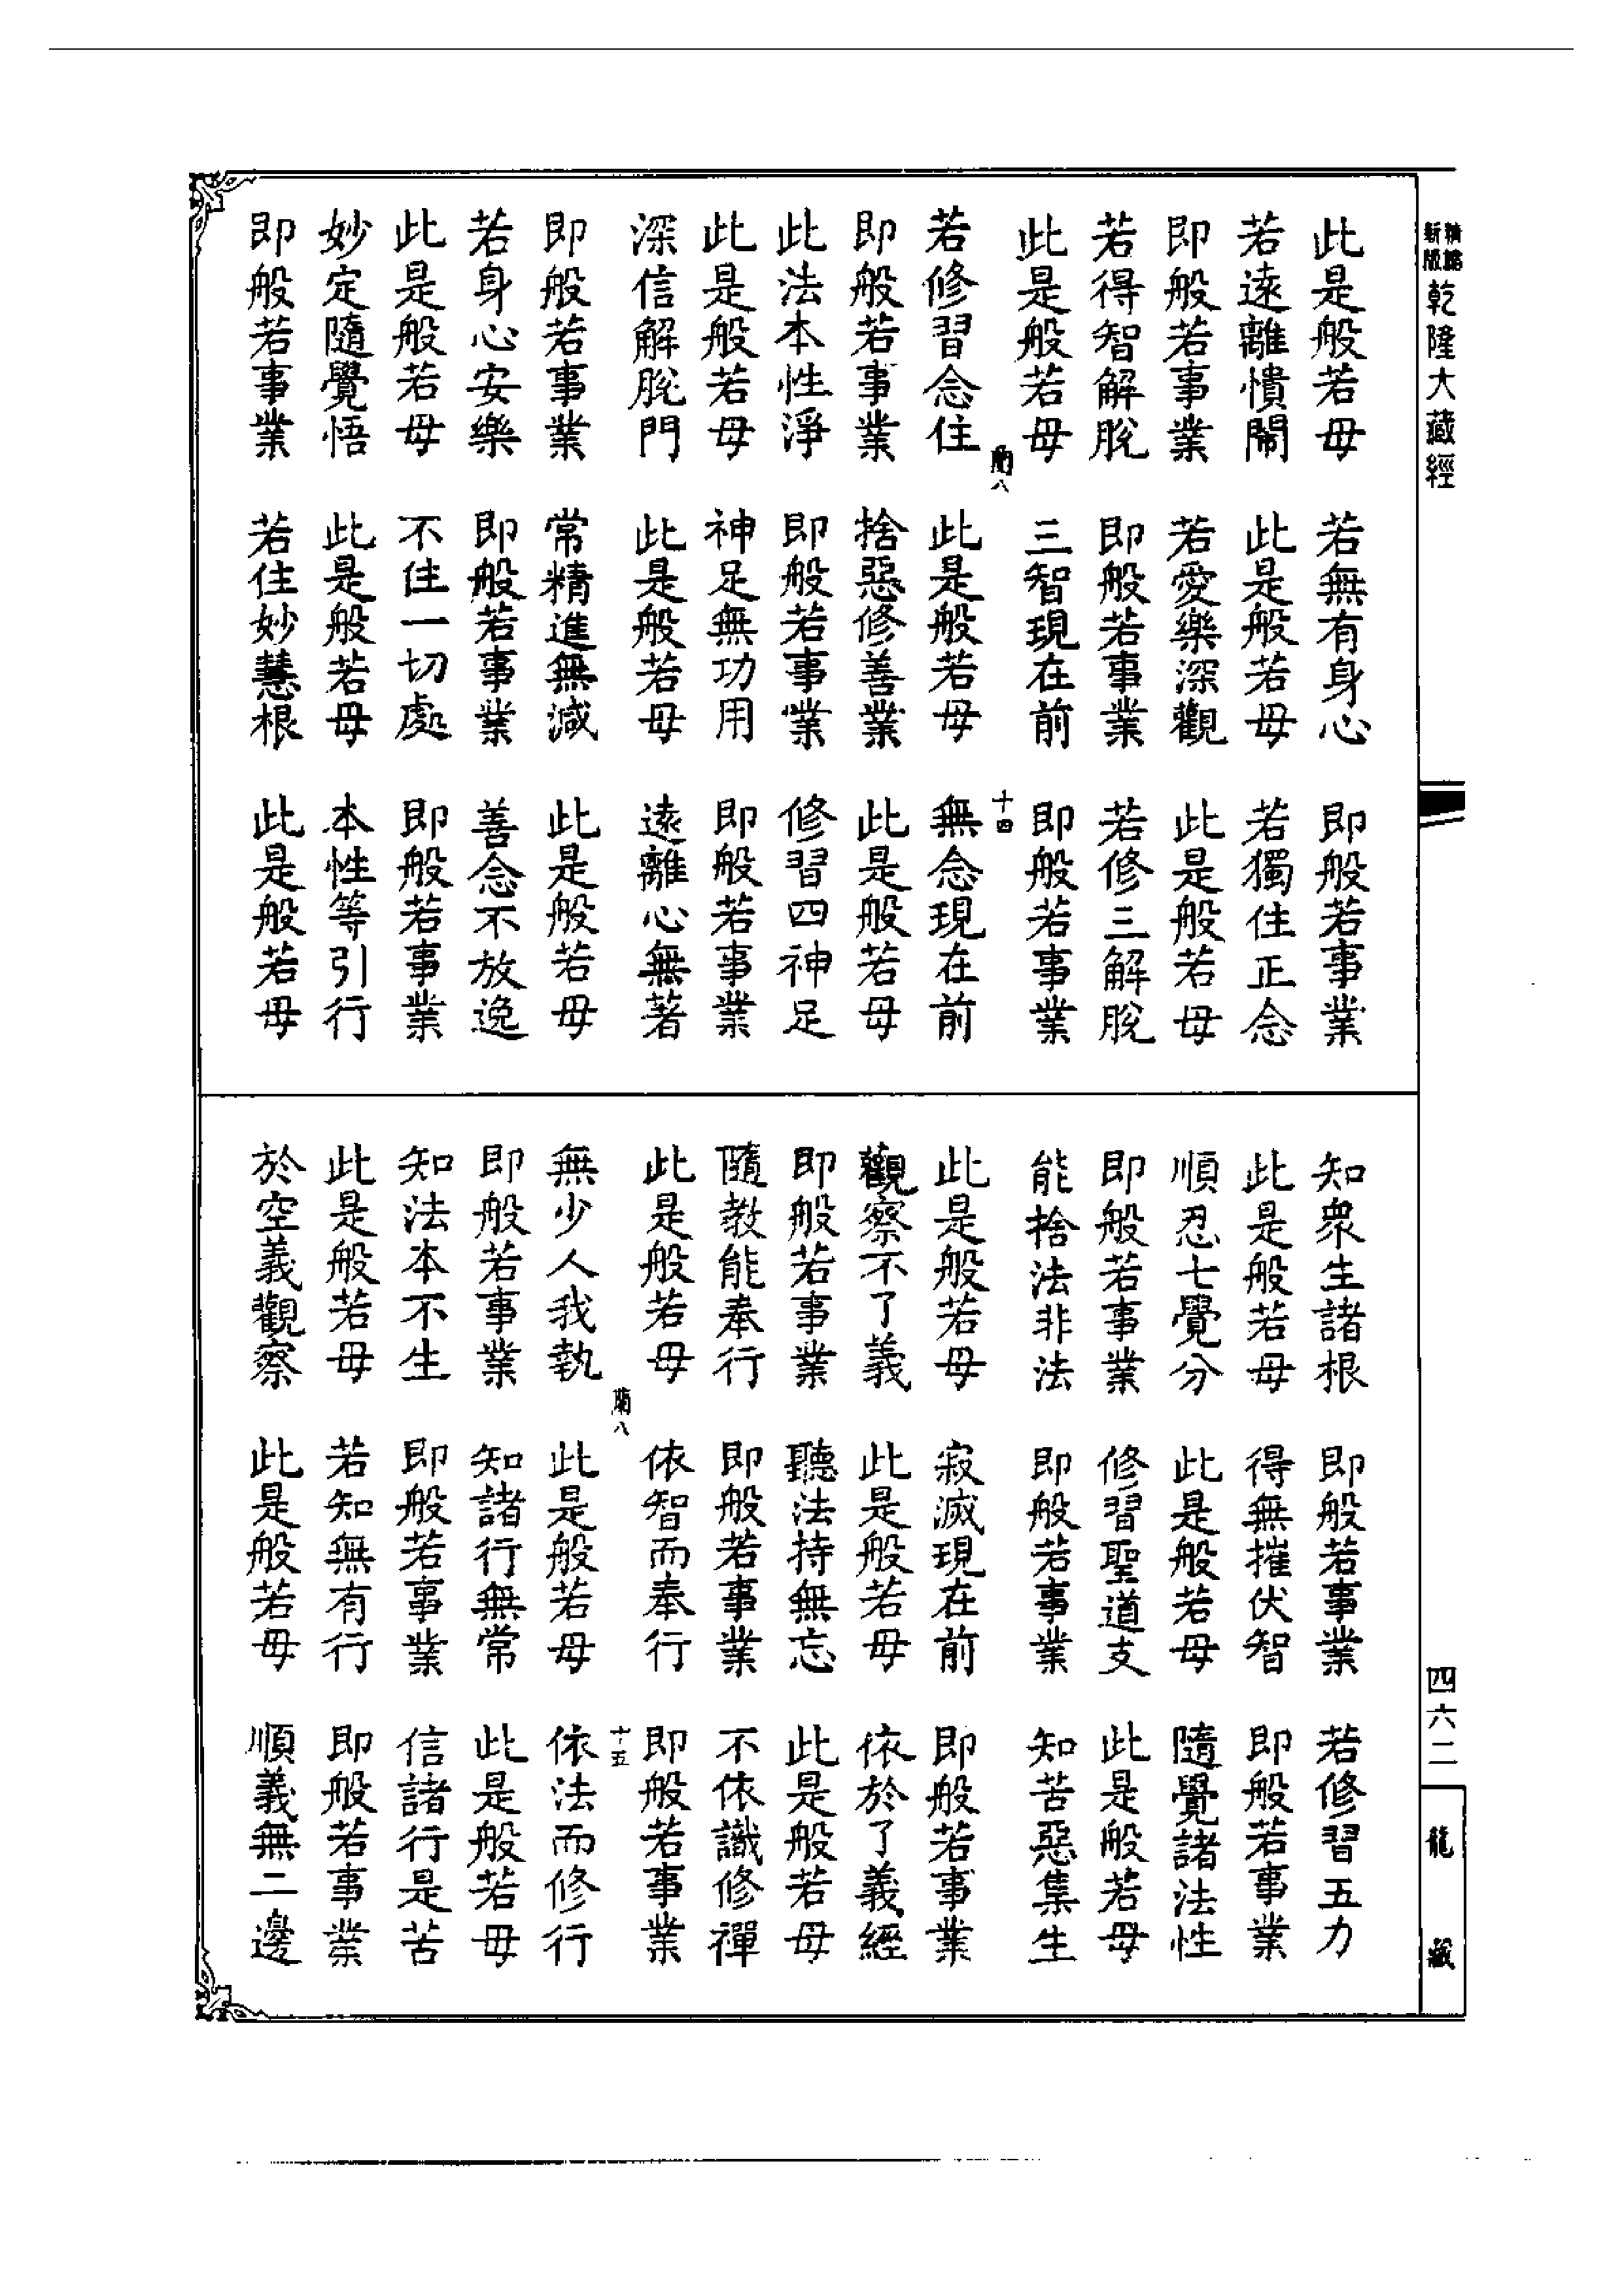 精縮新版乾隆大藏經
四六二
龍藏
此是般若母 若無有身心 即般若事業
若遠離憒閙 此是般若母 若獨住正念
即般若事業 若愛樂深觀 此是般若母
若得智解脫 即般若事業 若修三解脫
此是般若母 三智現在前 即般若事業
蘭八 十四
若修習念住 此是般若母 無念現在前
即般若事業 捨惡修善業 此是般若母
此法本性淨 即般若事業 修習四神足
此是般若母 神足無功用 即般若事業
深信解脫門 此是般若母 遠離心無著
即般若事業 常精進無減 此是般若母
若身心安樂 即般若事業 善念不放逸
此是般若母 不住一切處 即般若事業
妙定隨覺悟 此是般若母 本性等引行
即般若事業 若住妙慧根 此是般若母
知衆生諸根 即般若事業 若修習五力
此是般若母 得無摧伏智 即般若事業
順忍七覺分 此是般若母 隨覺諸法性
即般若事業 修習聖道支 此是般若母
能捨法非法 即般若事業 知苦惡集生
此是般若母 寂滅現在前 即般若事業
觀察不了義 此是般若母 依於了義經
即般若事業 聽法持無忘 此是般若母
隨教能奉行 即般若事業 不依識修禪
此是般若母 依智而奉行 即般若事業
蘭八 十五
無少人我執 此是般若母 依法而修行
即般若事業 知諸行無常 此是般若母
知法本不生 即般若事業 信諸行是苦
此是般若母 若知無有行 即般若事業
於空義觀察 此是般若母 順義無二邊